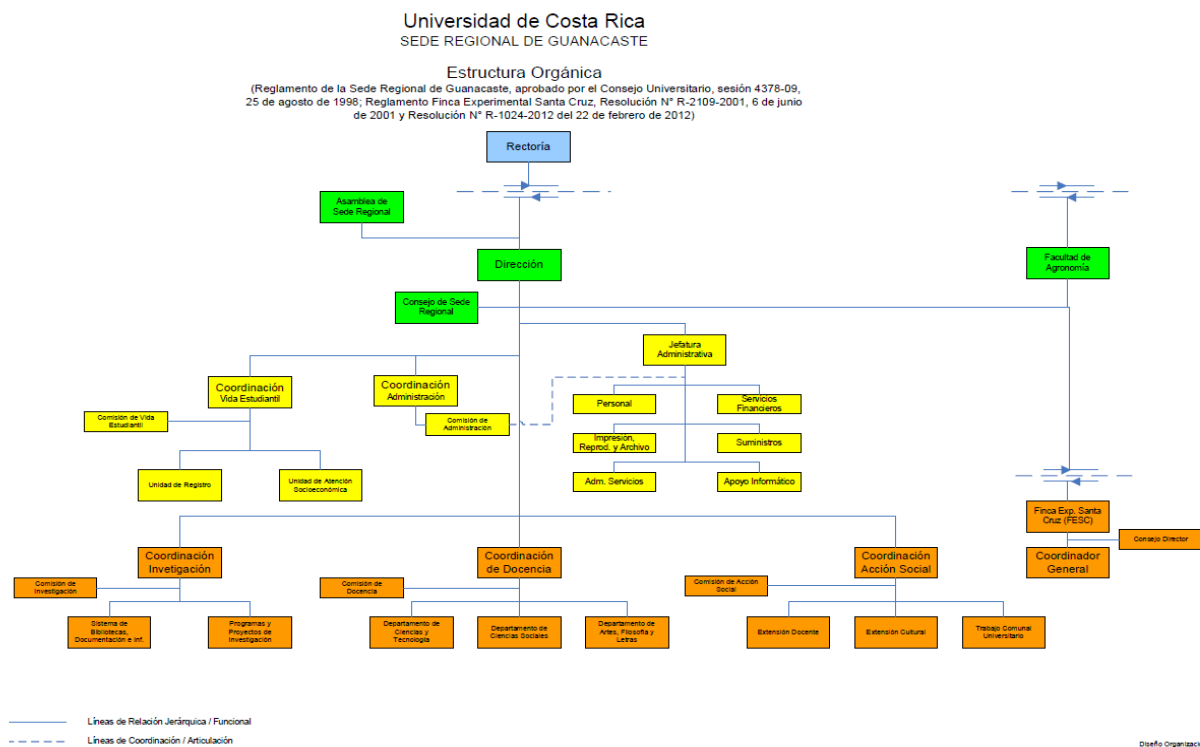 Universidad de Costa Rica
SEDE REGIONAL DE GUANACASTE
Estructura Orgánica
(Reglamento de la Sede Regional de Guanacaste, aprobado por el Consejo Universitario, sesión 4378-09,
25 de agosto de 1998; Reglamento Finca Experimental Santa Cruz, Resolución N° R-2109-2001, 6 de junio
de 2001 y Resolución N° R-1024-2012 del 22 de febrero de 2012)
Rectoría
Asamblea de
Sede Regional
Dirección
Facultad de
Agronomía
Consejo de Sede
Regional
Jefatura
Administrativa
Coordinación
Vida Estudiantil
Coordinación
Administración
Comisión de Vida
Estudiantil
Comisión de
Administración
Personal
Servicios
Financieros
Impresión,
Reprod. y Archivo
Suministros
Adm. Servicios
Apoyo Informático
Unidad de Registro
Unidad de Atención
Socioeconómica
Finca Exp. Santa
Cruz (FESC)
Consejo Director
Coordinador
General
Coordinación
Invetigación
Coordinación
de Docencia
Coordinación
Acción Social
Comisión de
Investigación
Comisión de
Docencia
Comisión de Acción
Social
Sistema de
Bibliotecas,
Documentación e Inf.
Programas y
Proyectos de
Investigación
Departamento de
Ciencias y
Tecnología
Departamento de
Ciencias Sociales
Departamento de
Artes, Filosofía y
Letras
Extensión Docente
Extensión Cultural
Trabajo Comunal
Universitario
Líneas de Relación Jerárquica / Funcional
Líneas de Coordinación / Articulación
Diseño Organizaci